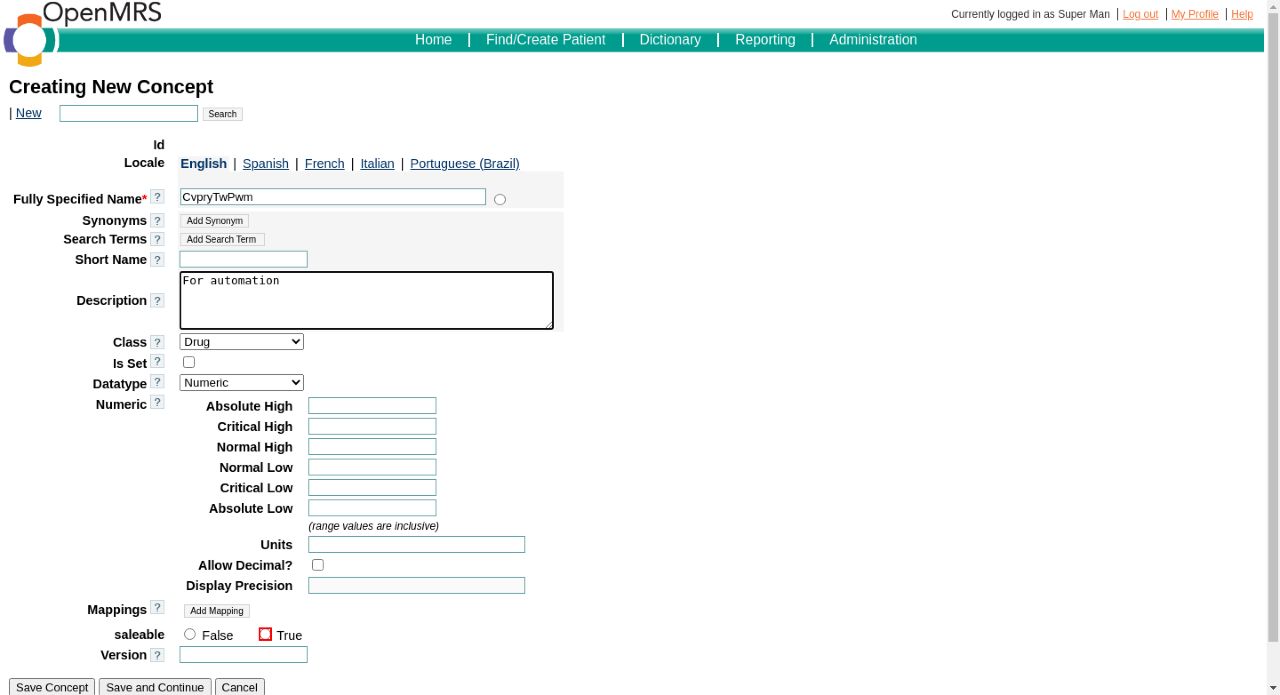 OpenMRS
Currently logged in as Super Man | Log out | My Profile | Help
Home | Find/Create Patient | Dictionary | Reporting | Administration
Creating New Concept
| New Search
Id
Locale English | Spanish | French | Italian | Portuguese (Brazil)
Fully Specified Name* ? CvpryTwPwm
Synonyms ? Add Synonym
Search Terms ? Add Search Term
Short Name ?
Description ? For automation
Class ? Drug
Is Set ?
Datatype ? Numeric
Numeric ? Absolute High
Critical High
Normal High
Normal Low
Critical Low
Absolute Low
(range values are inclusive)
Units
Allow Decimal?
Display Precision
Mappings ? Add Mapping
saleable False True
Version ?
Save Concept Save and Continue Cancel